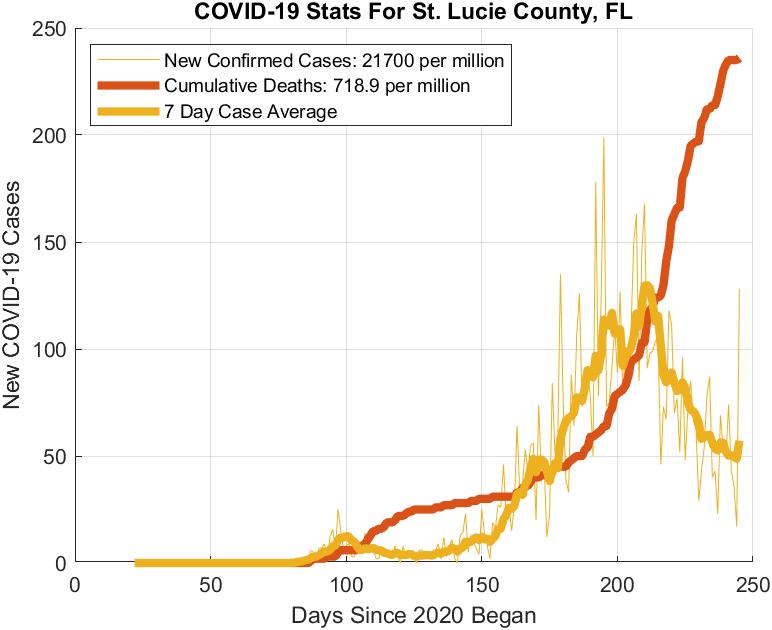 COVID-19 Stats For St. Lucie County, FL
New Confirmed Cases: 21700 per million
Cumulative Deaths: 718.9 per million
7 Day Case Average
New COVID-19 Cases
250
200
150
100
50
0
0 50 100 150 200 250
Days Since 2020 Began